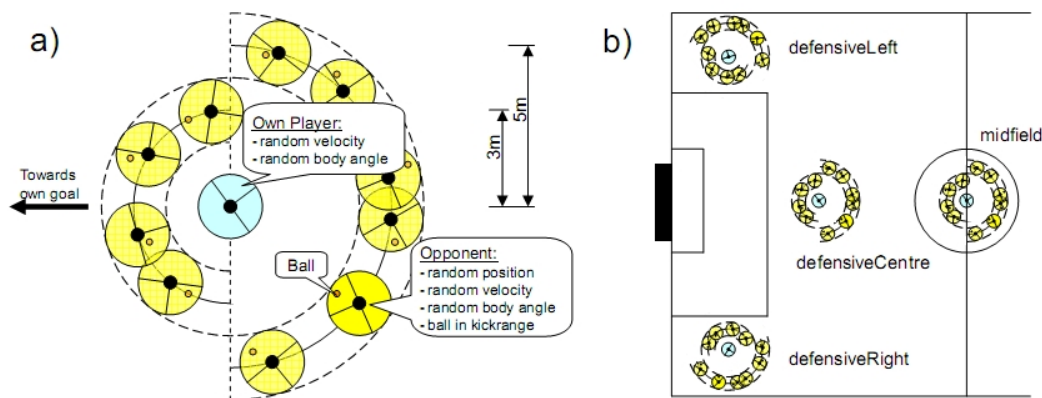 a)
Own Player:
- random velocity
- random body angle
Towards
own goal
3m
5m
Ball
Opponent:
- random position
- random velocity
- random body angle
- ball in kickrange
b)
defensiveLeft
midfield
defensiveCentre
defensiveRight